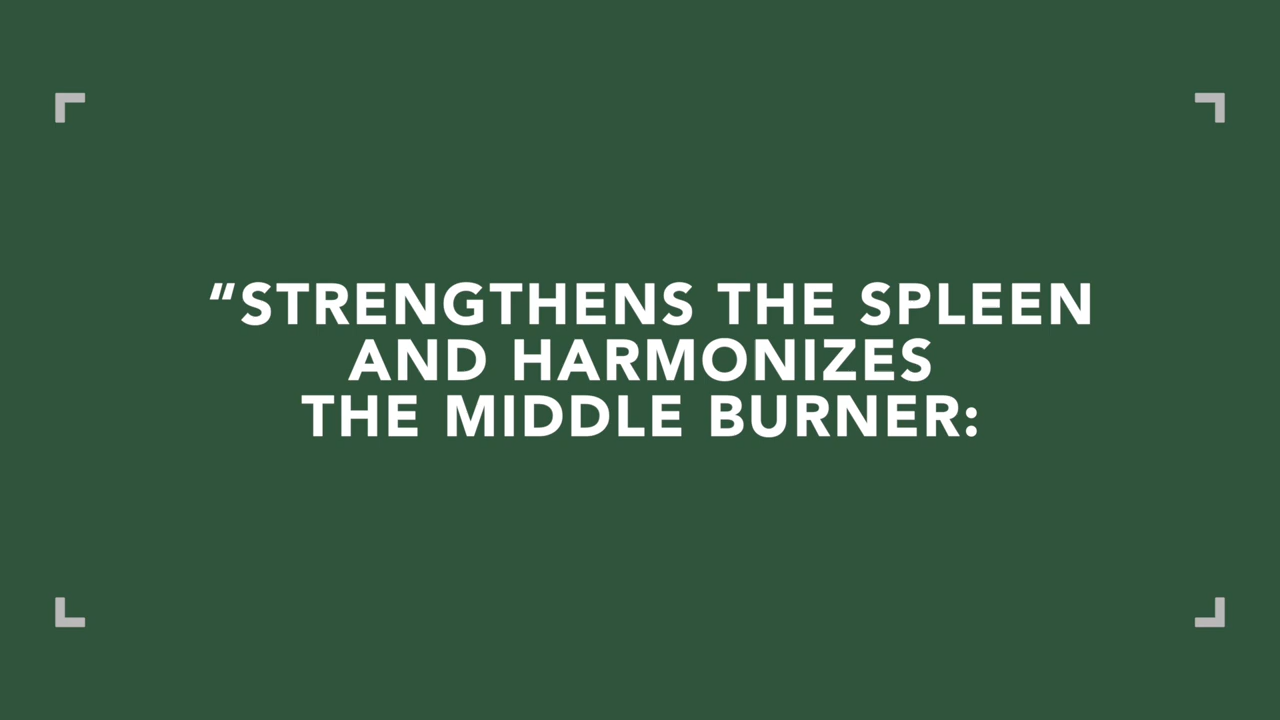 “STRENGTHENS THE SPLEEN
AND HARMONIZES
THE MIDDLE BURNER: